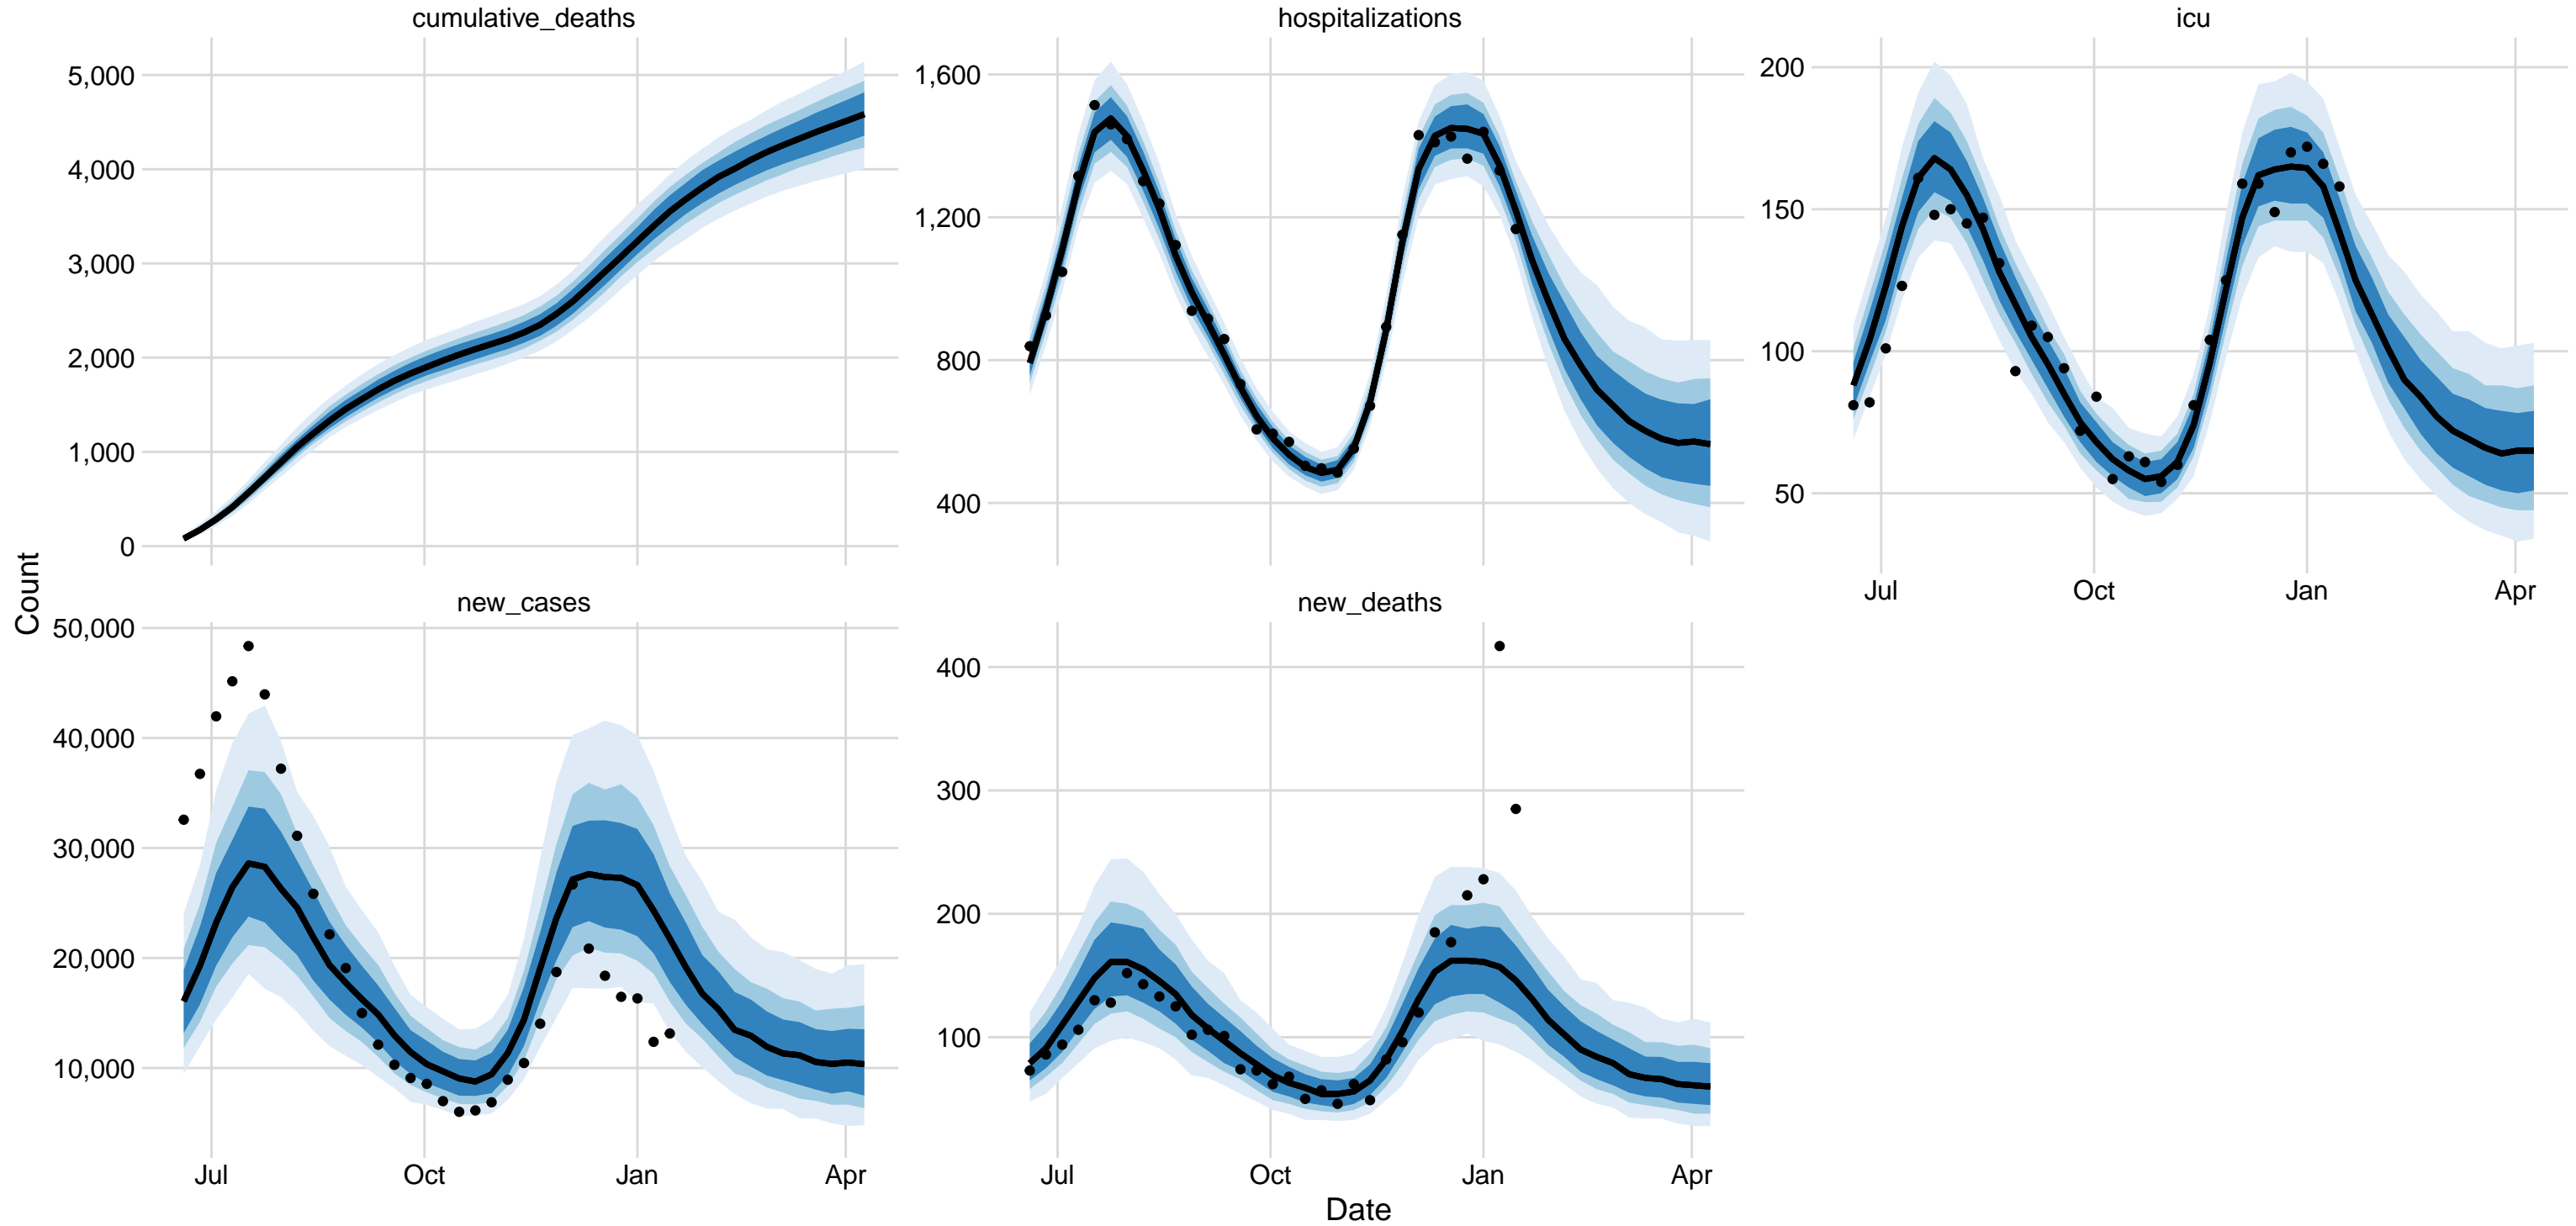 cumulative_deaths
hospitalizations
icu
5,000
4,000
3,000
2,000
1,000
0
1,600
1,200
800
400
200
150
100
50
Jul Oct Jan Apr
Count
new_cases
new_deaths
50,000
40,000
30,000
20,000
10,000
400
300
200
100
Jul Oct Jan Apr
Jul Oct Jan Apr
Date